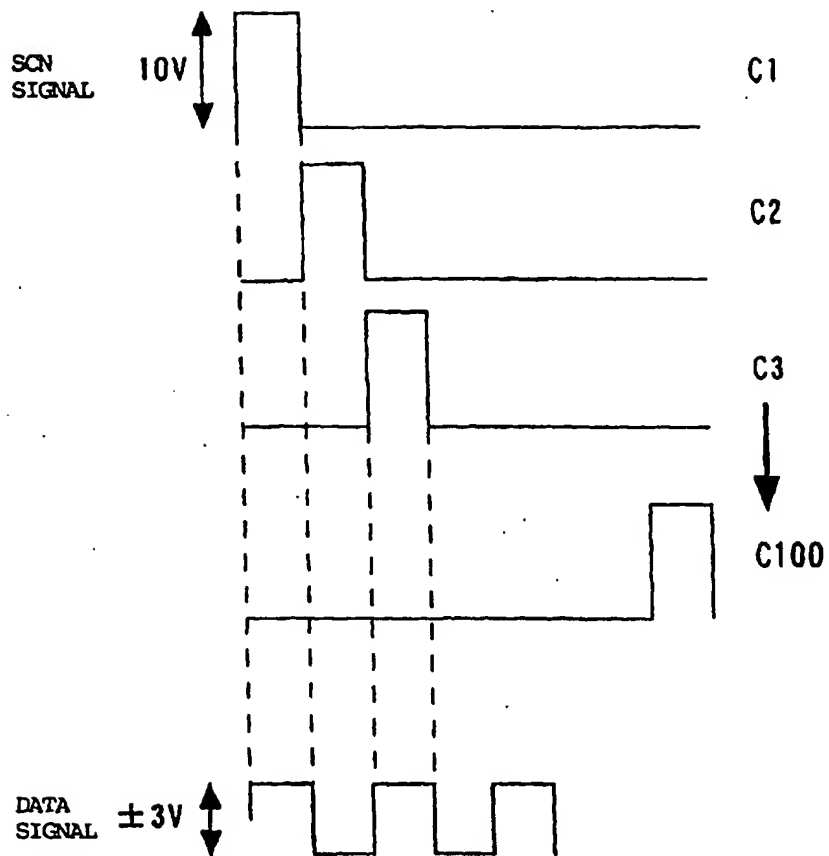 SCN
SIGNAL
10V
C1
C2
C3
C100
DATA
SIGNAL
±3V